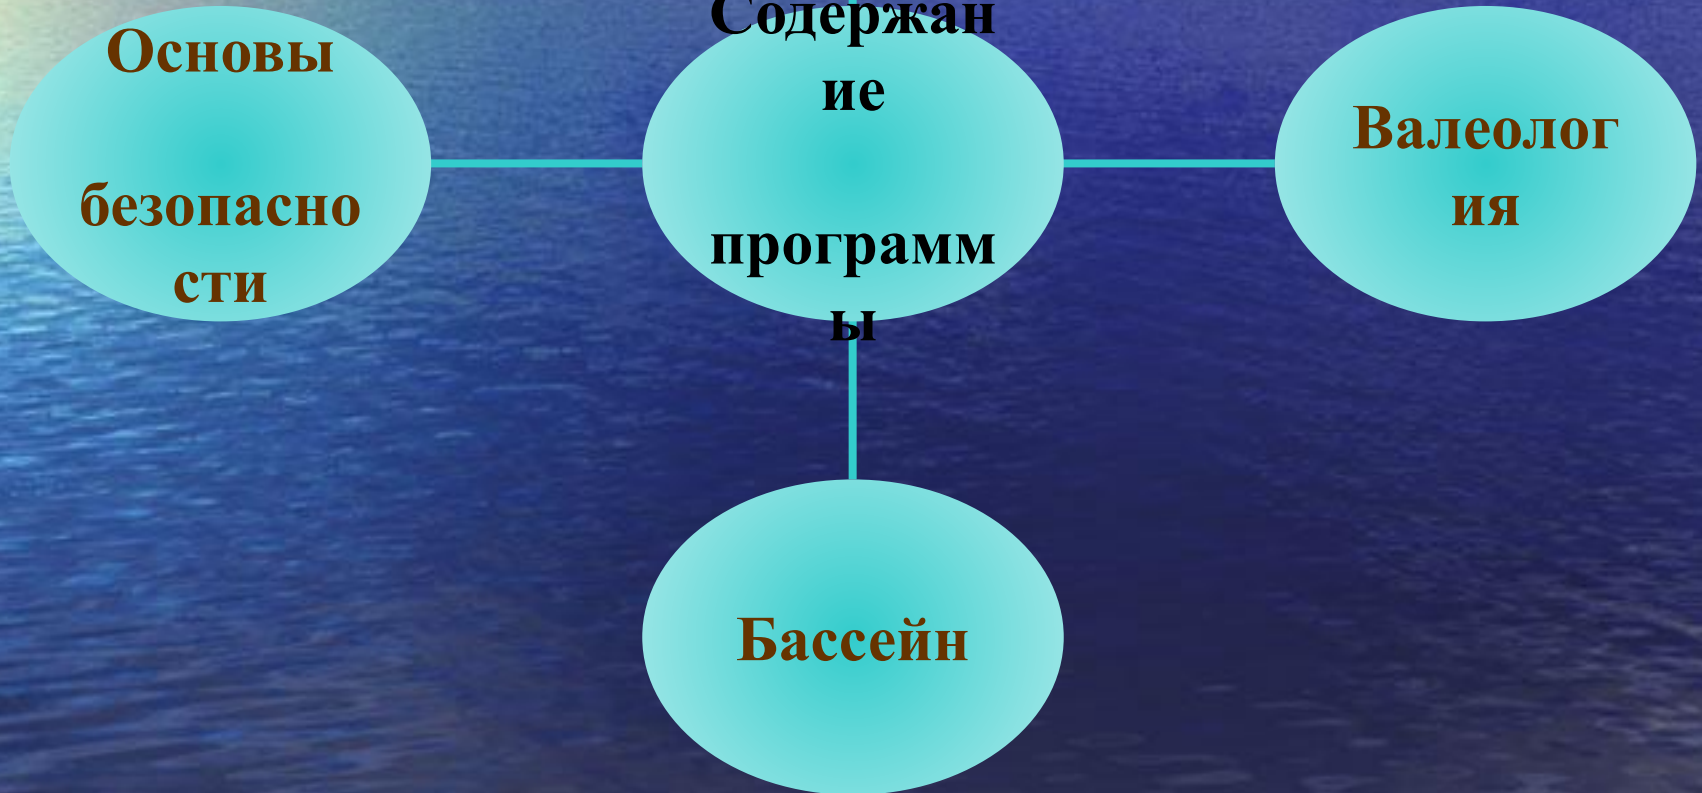 Основы
безопасно
сти
Содержан
ие
программ
ы
Валеолог
ия
Бассейн